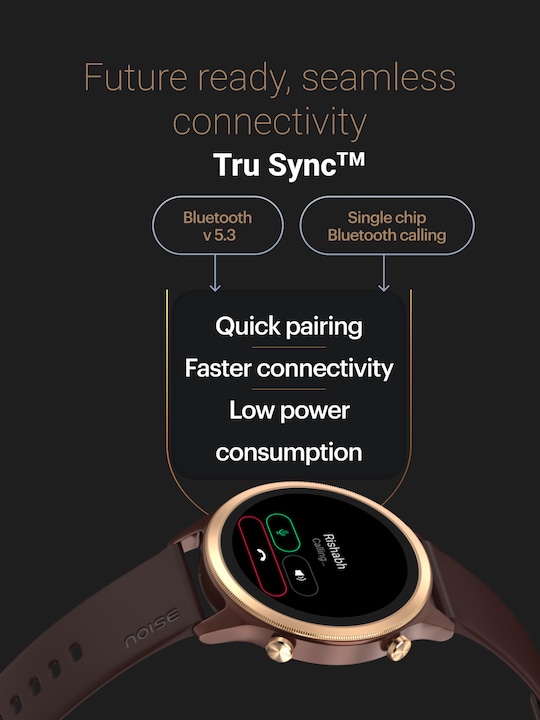 Future ready, seamless
connectivity
Tru Sync™
Bluetooth
v 5.3
Single chip
Bluetooth calling
Quick pairing
Faster connectivity
Low power
consumption
Rishabh
Calling...
NOISE